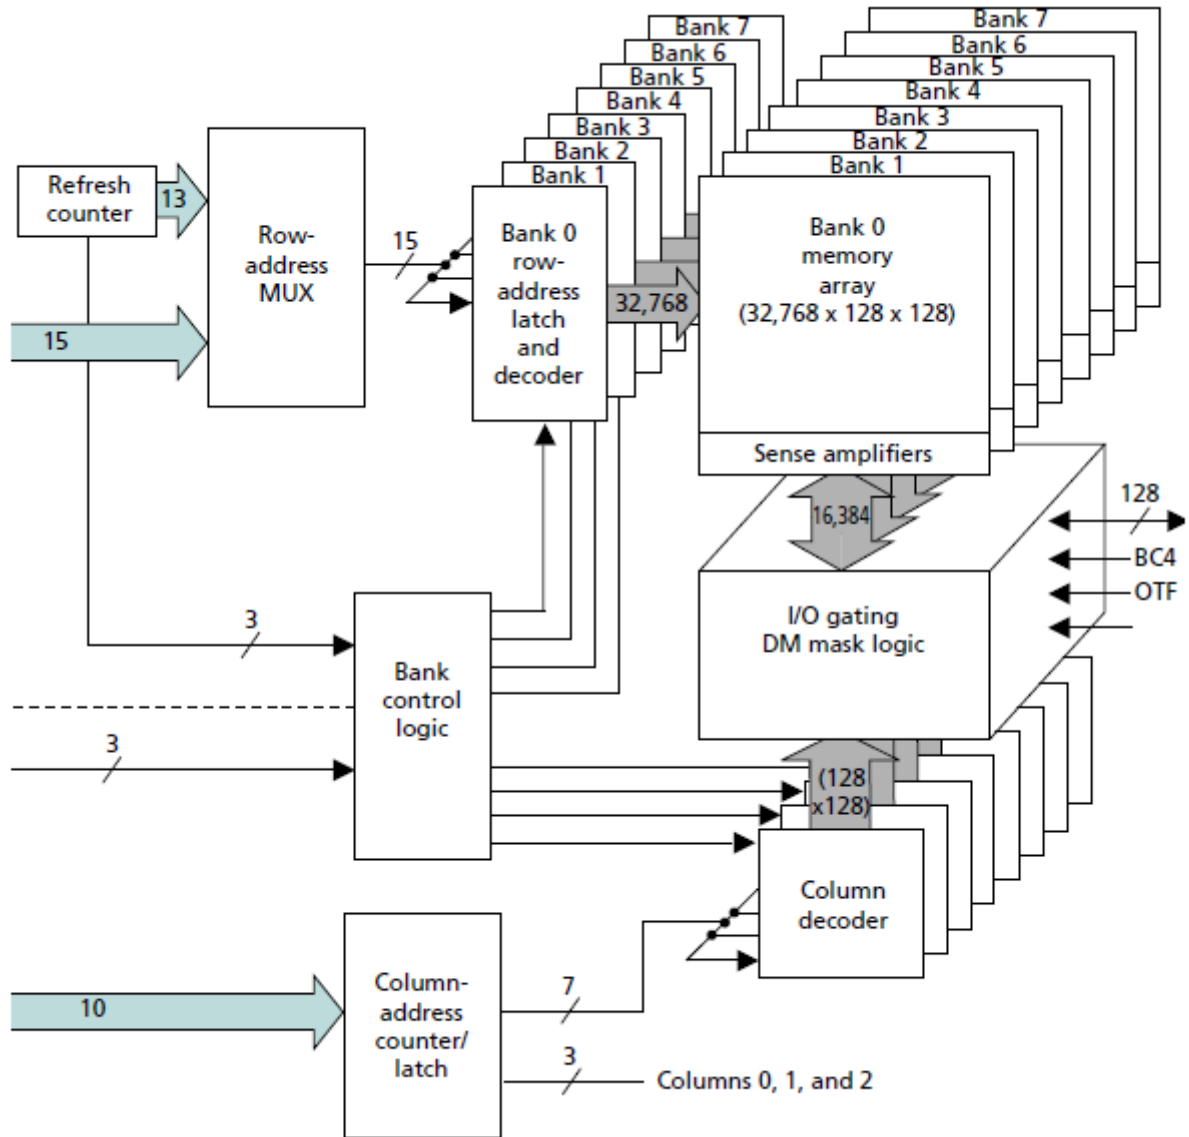 Bank 7
Bank 6
Bank 5
Bank 4
Bank 3
Bank 2
Bank 1
Bank 7
Bank 6
Bank 5
Bank 4
Bank 3
Bank 2
Bank 1
Refresh
counter
13
15
Row-
address
MUX
15
Bank 0
row-
address
latch
and
decoder
32,768
Bank 0
memory
array
(32,768 x 128 x 128)
Sense amplifiers
16,384
128
BC4
OTF
I/O gating
DM mask logic
3
3
Bank
control
logic
(128
x128)
Column
decoder
10
Column-
address
counter/
latch
7
3
Columns 0, 1, and 2